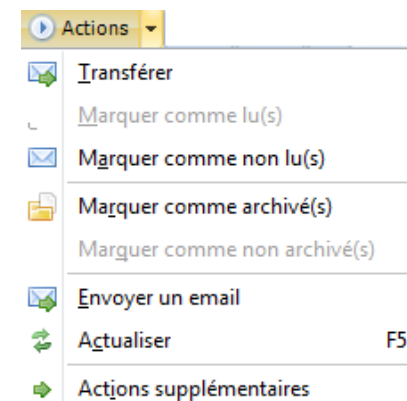 Actions
Transférer
Marquer comme lu(s)
Marquer comme non lu(s)
Marquer comme archivé(s)
Marquer comme non archivé(s)
Envoyer un email
Actualiser F5
Actions supplémentaires